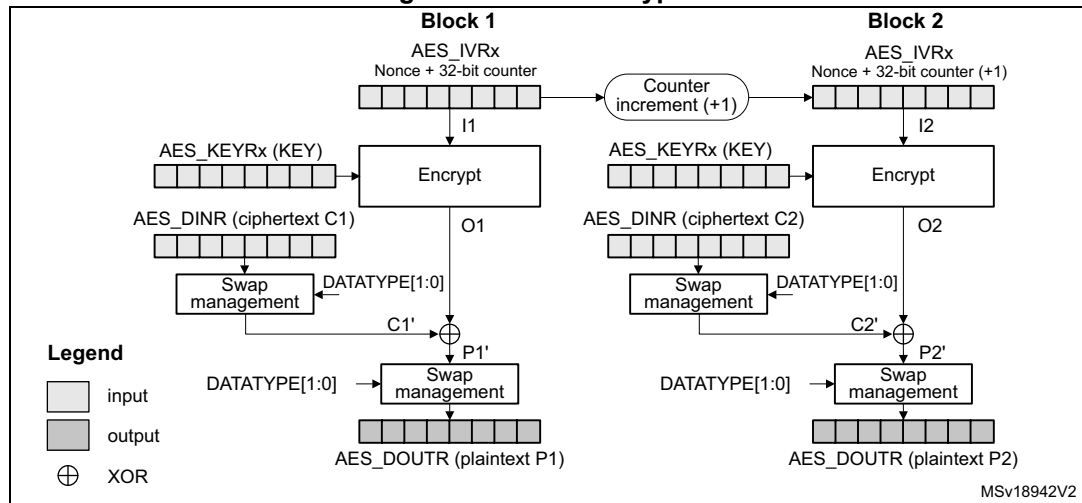 Block 1
Block 2
AES_IVRx
Nonce + 32-bit counter
Counter
increment (+1)
AES_IVRx
Nonce + 32-bit counter (+1)
I1
I2
AES_KEYRx (KEY)
Encrypt
AES_KEYRx (KEY)
Encrypt
AES_DINR (ciphertext C1)
O1
AES_DINR (ciphertext C2)
O2
Swap
management
DATATYPE[1:0]
Swap
management
DATATYPE[1:0]
C1'
C2'
P1'
P2'
DATATYPE[1:0]
Swap
management
DATATYPE[1:0]
Swap
management
AES_DOUTR (plaintext P1)
AES_DOUTR (plaintext P2)
Legend
input
output
XOR
MSv18942V2